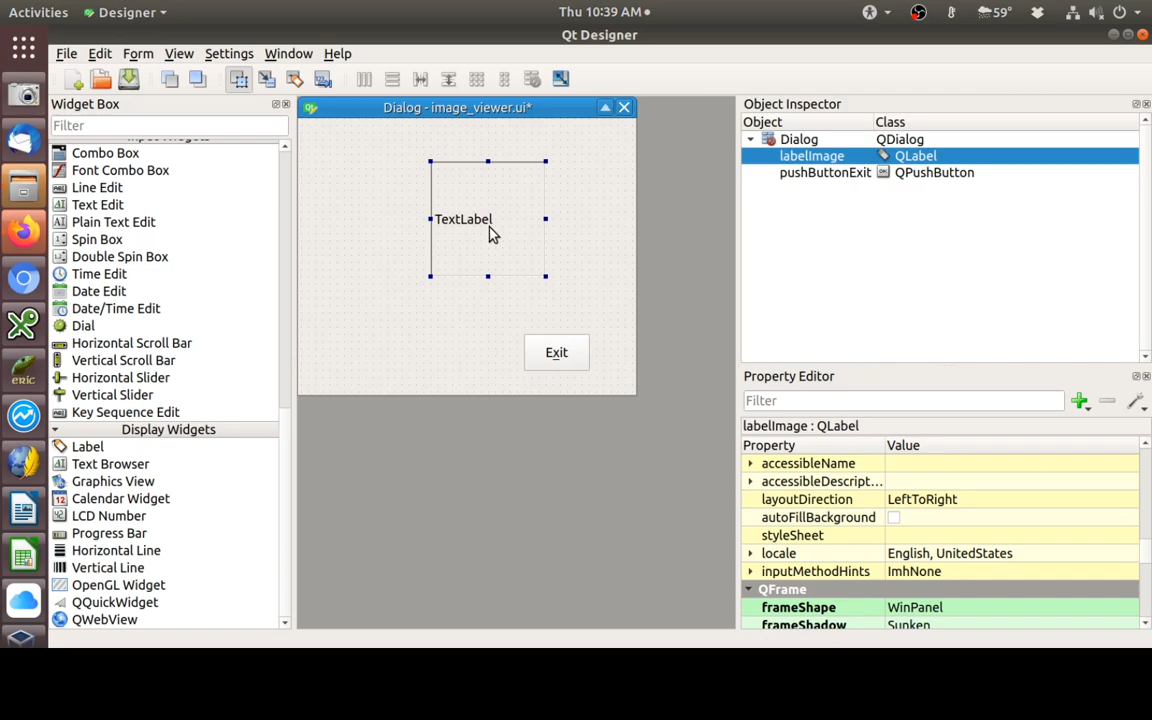 Activities
Designer
Thu 10:39 AM
59°
Qt Designer
File Edit Form View Settings Window Help
Widget Box
Filter
Combo Box
Font Combo Box
Line Edit
Text Edit
Plain Text Edit
Spin Box
Double Spin Box
Time Edit
Date Edit
Date/Time Edit
Dial
Horizontal Scroll Bar
Vertical Scroll Bar
Horizontal Slider
Vertical Slider
Key Sequence Edit
Display Widgets
Label
Text Browser
Graphics View
Calendar Widget
LCD Number
Progress Bar
Horizontal Line
Vertical Line
OpenGL Widget
QQuickWidget
QWebView
Dialog - image_viewer.ui*
TextLabel
Exit
Object Inspector
Object Class
Dialog QDialog
labelImage QLabel
pushButtonExit QPushButton
Property Editor
Filter
labelImage : QLabel
Property Value
accessibleName
accessibleDescript...
layoutDirection LeftToRight
autoFillBackground
styleSheet
locale English, UnitedStates
inputMethodHints ImhNone
QFrame
frameShape WinPanel
frameShadow Sunken
eric